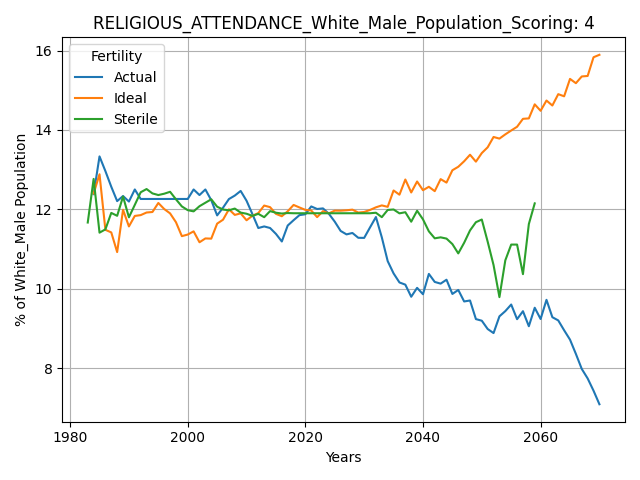 RELIGIOUS_ATTENDANCE_White_Male_Population_Scoring: 4
Fertility
Actual
Ideal
Sterile
% of White_Male Population
16
14
12
10
8
1980
2000
2020
2040
2060
Years